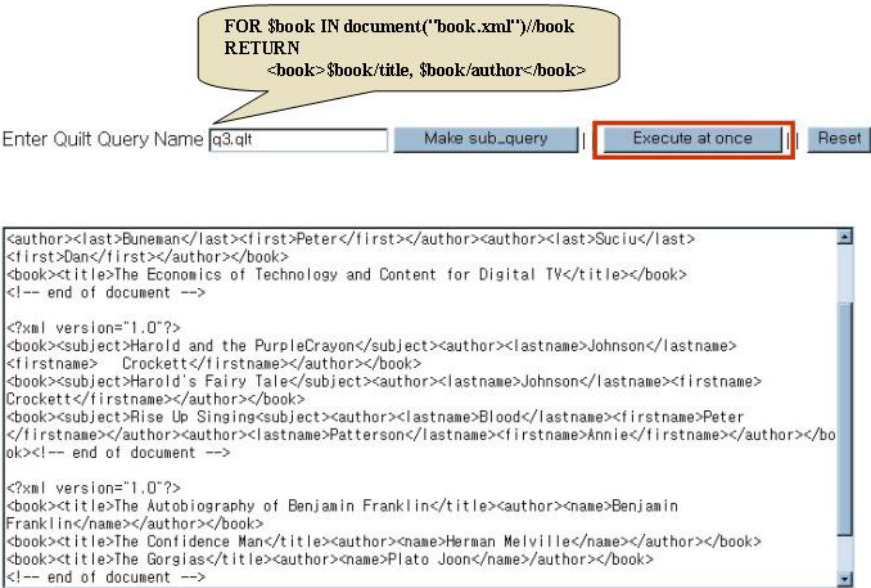 FOR $book IN document("book.xml")//book
RETURN
<book>$book/title, $book/author</book>
Enter Quilt Query Name q3.qlt Make sub_query | Execute at once | | Reset
<author><last>Buneman</last><first>Peter</first></author><author><last>Suciu</last>
<first>Dan</first></author></book>
<book><title>The Economics of Technology and Content for Digital TV</title></book>
<!-- end of document -->
<?xml version="1.0"?>
<book><subject>Harold and the PurpleCrayon</subject><author><lastname>Johnson</lastname>
<firstname> Crockett</firstname></author></book>
<book><subject>Harold's Fairy Tale</subject><author><lastname>Johnson</lastname><firstname>
Crockett</firstname></author></book>
<book><subject>Rise Up Singing<subject><author><lastname>Blood</lastname><firstname>Peter
</firstname></author><author><lastname>Patterson</lastname><firstname>Annie</firstname></author></bo
ok><!-- end of document -->
<?xml version="1.0"?>
<book><title>The Autobiography of Benjamin Franklin</title><author><name>Benjamin
Franklin</name></author></book>
<book><title>The Confidence Man</title><author><name>Herman Melville</name></author></book>
<book><title>The Gorgias</title><author><name>Plato Joon</name>/author></book>
<!-- end of document -->